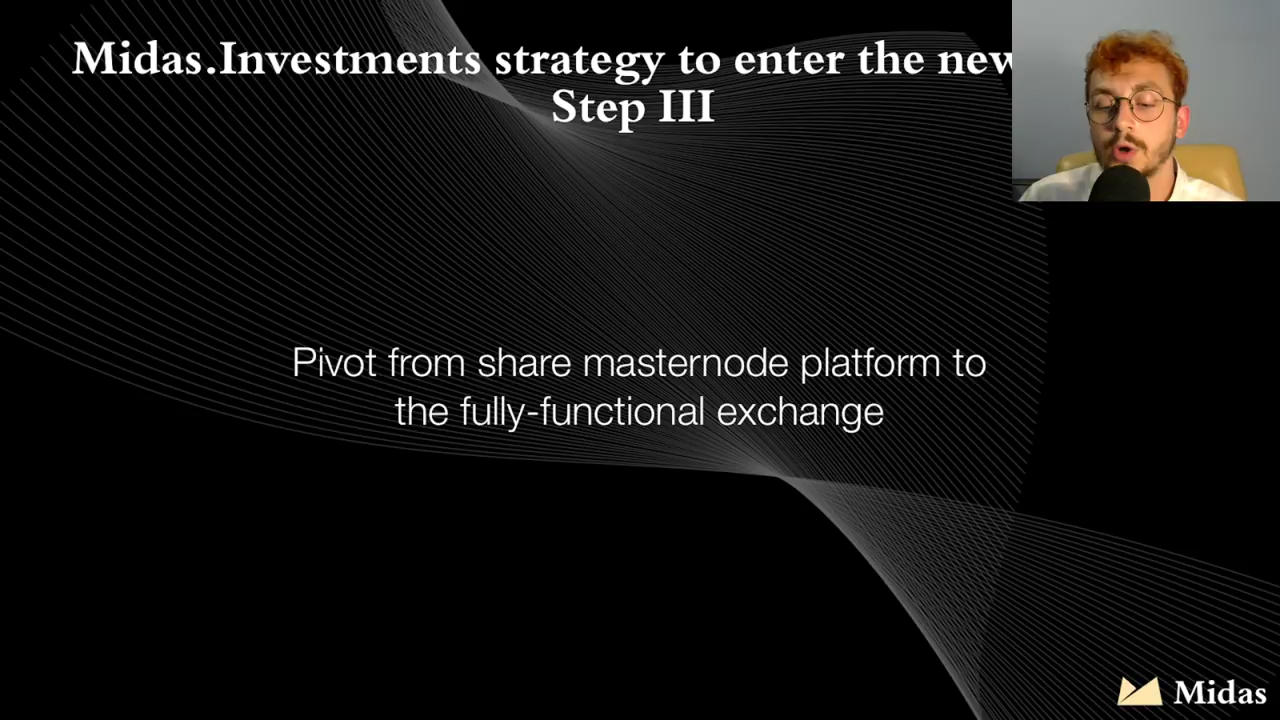 Midas.Investments strategy to enter the new
Step III
Pivot from share masternode platform to
the fully-functional exchange
Midas